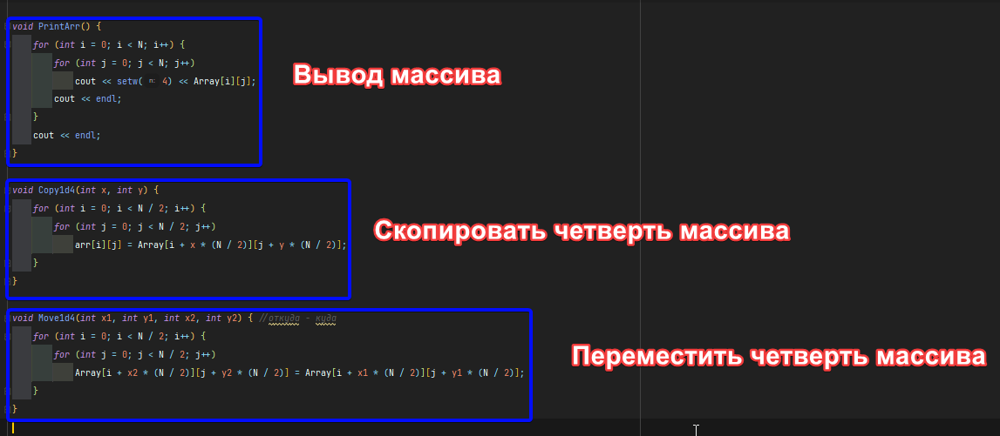 void PrintArr() {
for (int i = 0; i < N; i++) {
for (int j = 0; j < N; j++)
cout << setw( n: 4) << Array[i][j];
cout << endl;
}
cout << endl;
}
Вывод массива
void Copy1d4(int x, int y) {
for (int i = 0; i < N / 2; i++) {
for (int j = 0; j < N / 2; j++)
arr[i][j] = Array[i + x * (N / 2)][j + y * (N / 2)];
}
}
Скопировать четверть массива
void Move1d4(int x1, int y1, int x2, int y2) { //откуда - куда
for (int i = 0; i < N / 2; i++) {
for (int j = 0; j < N / 2; j++)
Array[i + x2 * (N / 2)][j + y2 * (N / 2)] = Array[i + x1 * (N / 2)][j + y1 * (N / 2)];
}
}
Переместить четверть массива